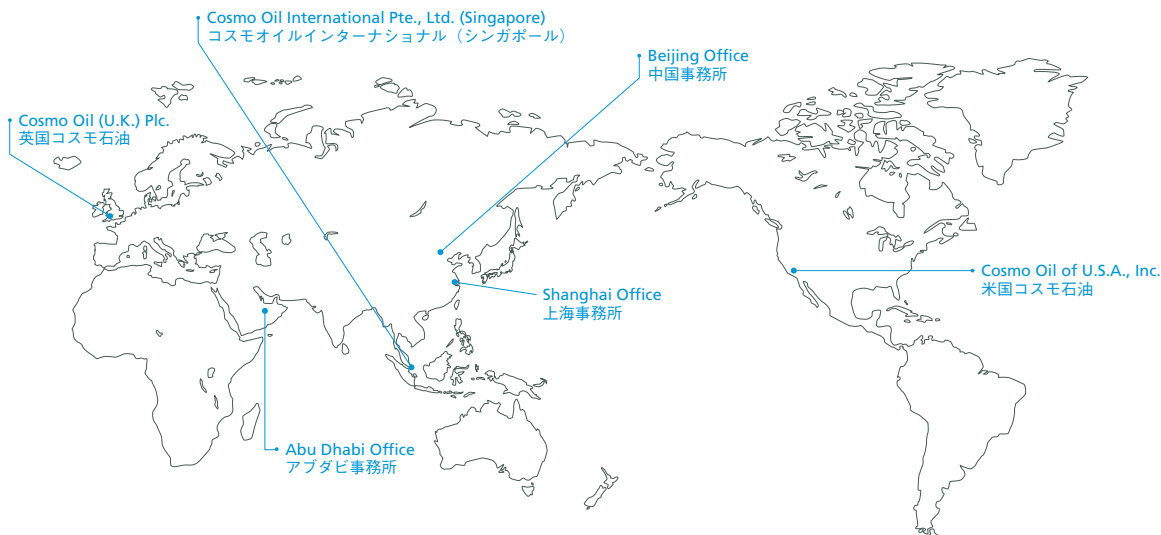 Cosmo Oil International Pte., Ltd. (Singapore)
コスモオイルインターナショナル（シンガポール）
Beijing Office
中国事務所
Cosmo Oil (U.K.) Plc.
英国コスモ石油
Cosmo Oil of U.S.A., Inc.
米国コスモ石油
Shanghai Office
上海事務所
Abu Dhabi Office
アブダビ事務所